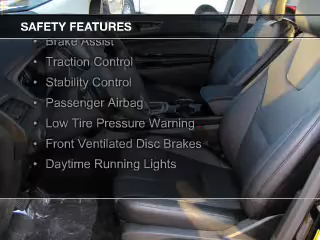 SAFETY FEATURES
• Brake Assist
• Traction Control
• Stability Control
• Passenger Airbag
• Low Tire Pressure Warning
• Front Ventilated Disc Brakes
• Daytime Running Lights